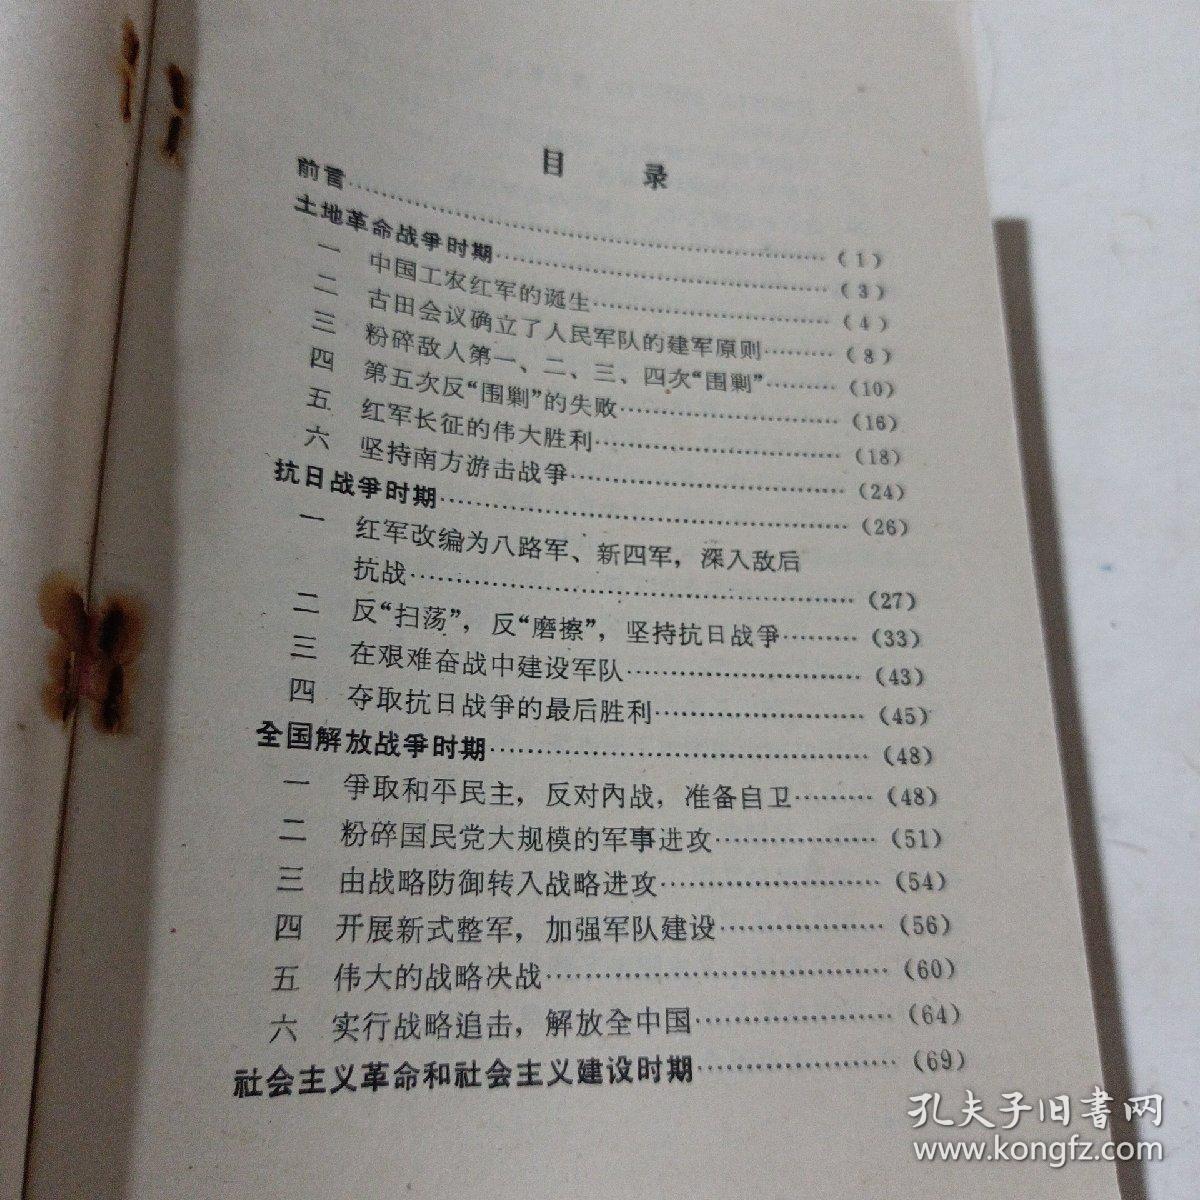 目 录
前言……(1)
土地革命战争时期……(3)
一 中国工农红军的诞生……(4)
二 古田会议确立了人民军队的建军原则……(8)
三 粉碎敌人第一、二、三、四次“围剿”……(10)
四 第五次反“围剿”的失败……(16)
五 红军长征的伟大胜利……(18)
六 坚持南方游击战争……(24)
抗日战争时期……(26)
一 红军改编为八路军、新四军，深入敌后
抗战……(27)
二 反“扫荡”，反“磨擦”，坚持抗日战争……(33)
三 在艰难奋战中建设军队……(43)
四 夺取抗日战争的最后胜利……(45)
全国解放战争时期……(48)
一 争取和平民主，反对内战，准备自卫……(48)
二 粉碎国民党大规模的军事进攻……(51)
三 由战略防御转入战略进攻……(54)
四 开展新式整军，加强军队建设……(56)
五 伟大的战略决战……(60)
六 实行战略追击，解放全中国……(64)
社会主义革命和社会主义建设时期……(69)
孔夫子旧書网
www.kongfz.com